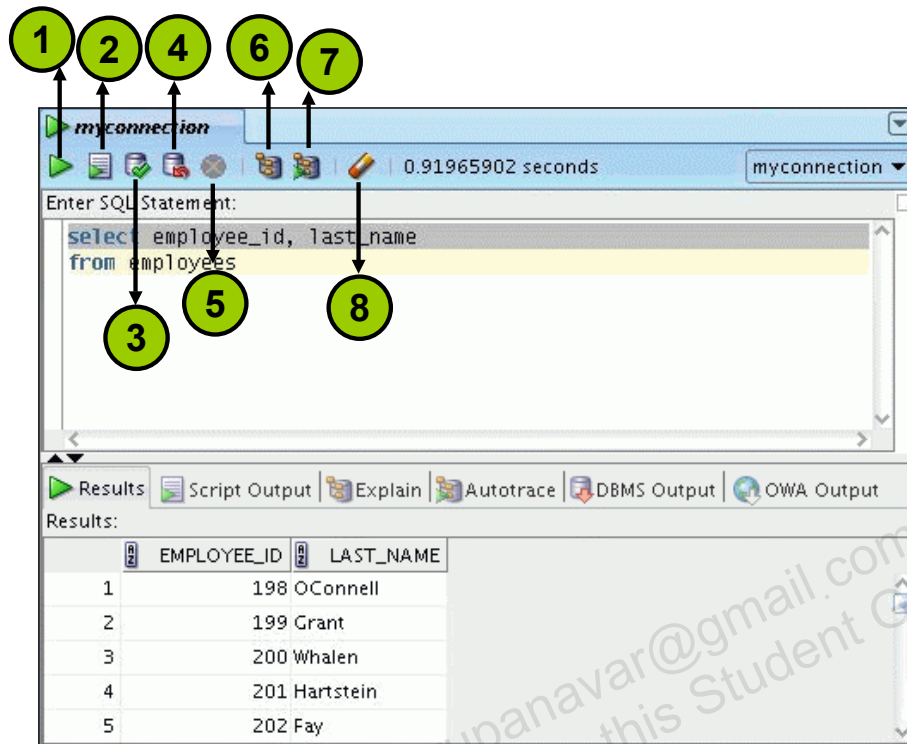 1 2 4 6 7
myconnection
0.91965902 seconds myconnection
Enter SQL Statement:
select employee_id, last_name
from employees
5 8
3
Results Script Output Explain Autotrace DBMS Output OWA Output
Results:
EMPLOYEE_ID LAST_NAME
1 198 OConnell
2 199 Grant
3 200 Whalen
4 201 Hartstein
5 202 Fay
this Student